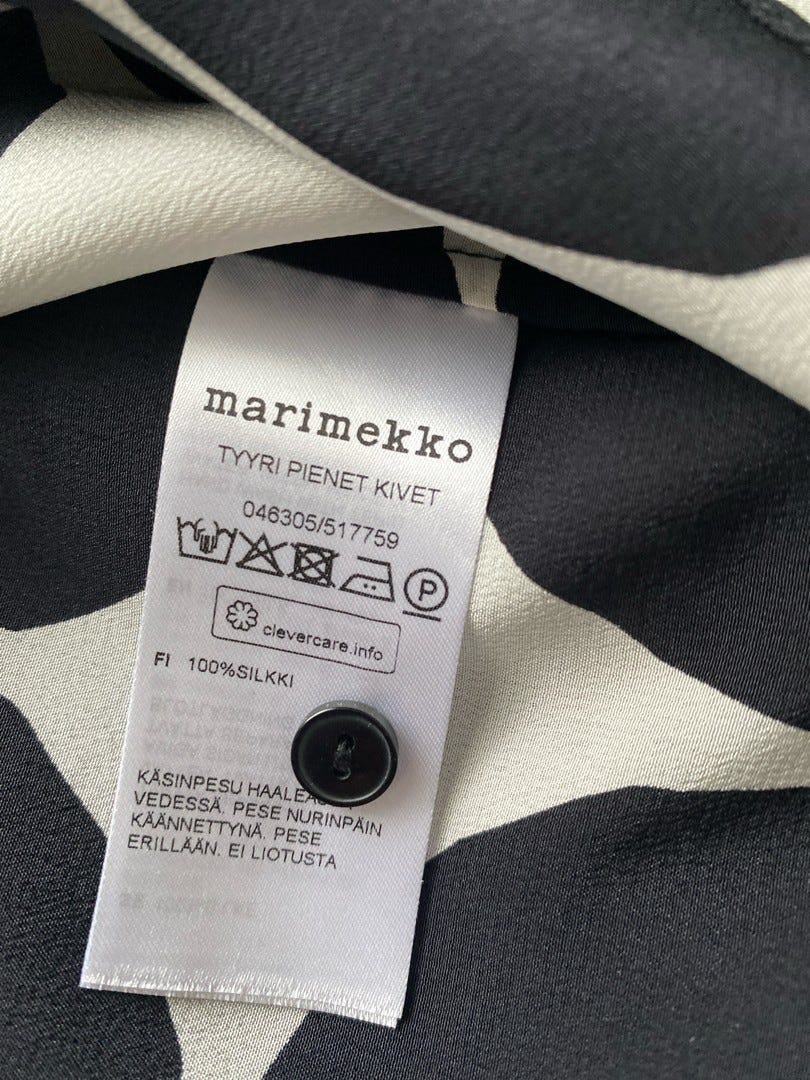 marimekko
TYYRI PIENET KIVET
046305/517759
P
clevercare.info
FI 100%SILKKI
KÄSINPESU
VEDESSÄ. PESE NURINPÄIN
KÄÄNNETTYNÄ. PESE
ERILLÄÄN. EI LIOTUSTA